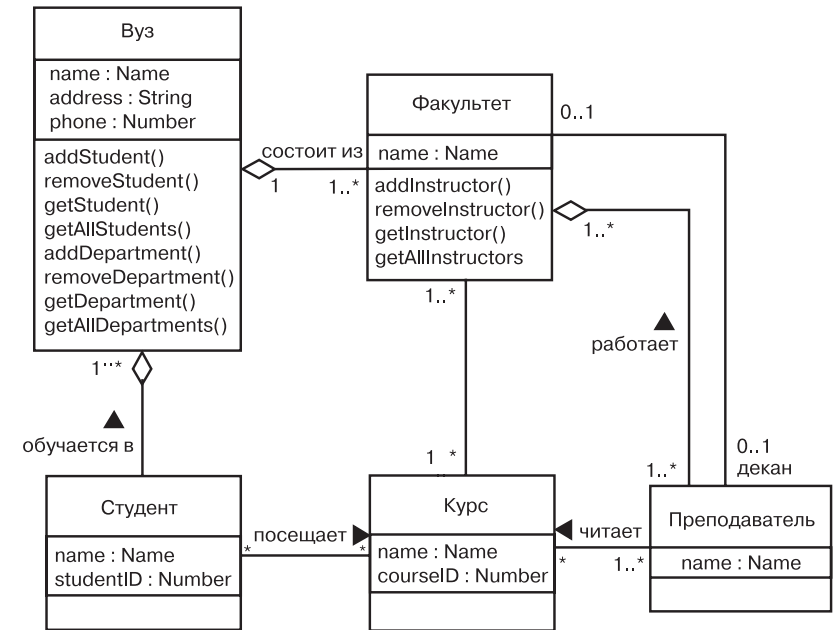 Вуз
name : Name
address : String
phone : Number
addStudent()
removeStudent()
getStudent()
getAllStudents()
addDepartment()
removeDepartment()
getDepartment()
getAllDepartments()
состоит из
1
1..*
Факультет
name : Name
addInstructor()
removeInstructor()
getInstructor()
getAllInstructors
0..1
1..*
1..*
работает
1..*
обучается в
1..*
0..1
декан
1..*
Студент
name : Name
studentID : Number
посещает
*
*
Курс
name : Name
courseID : Number
читает
*
1..*
Преподаватель
name : Name